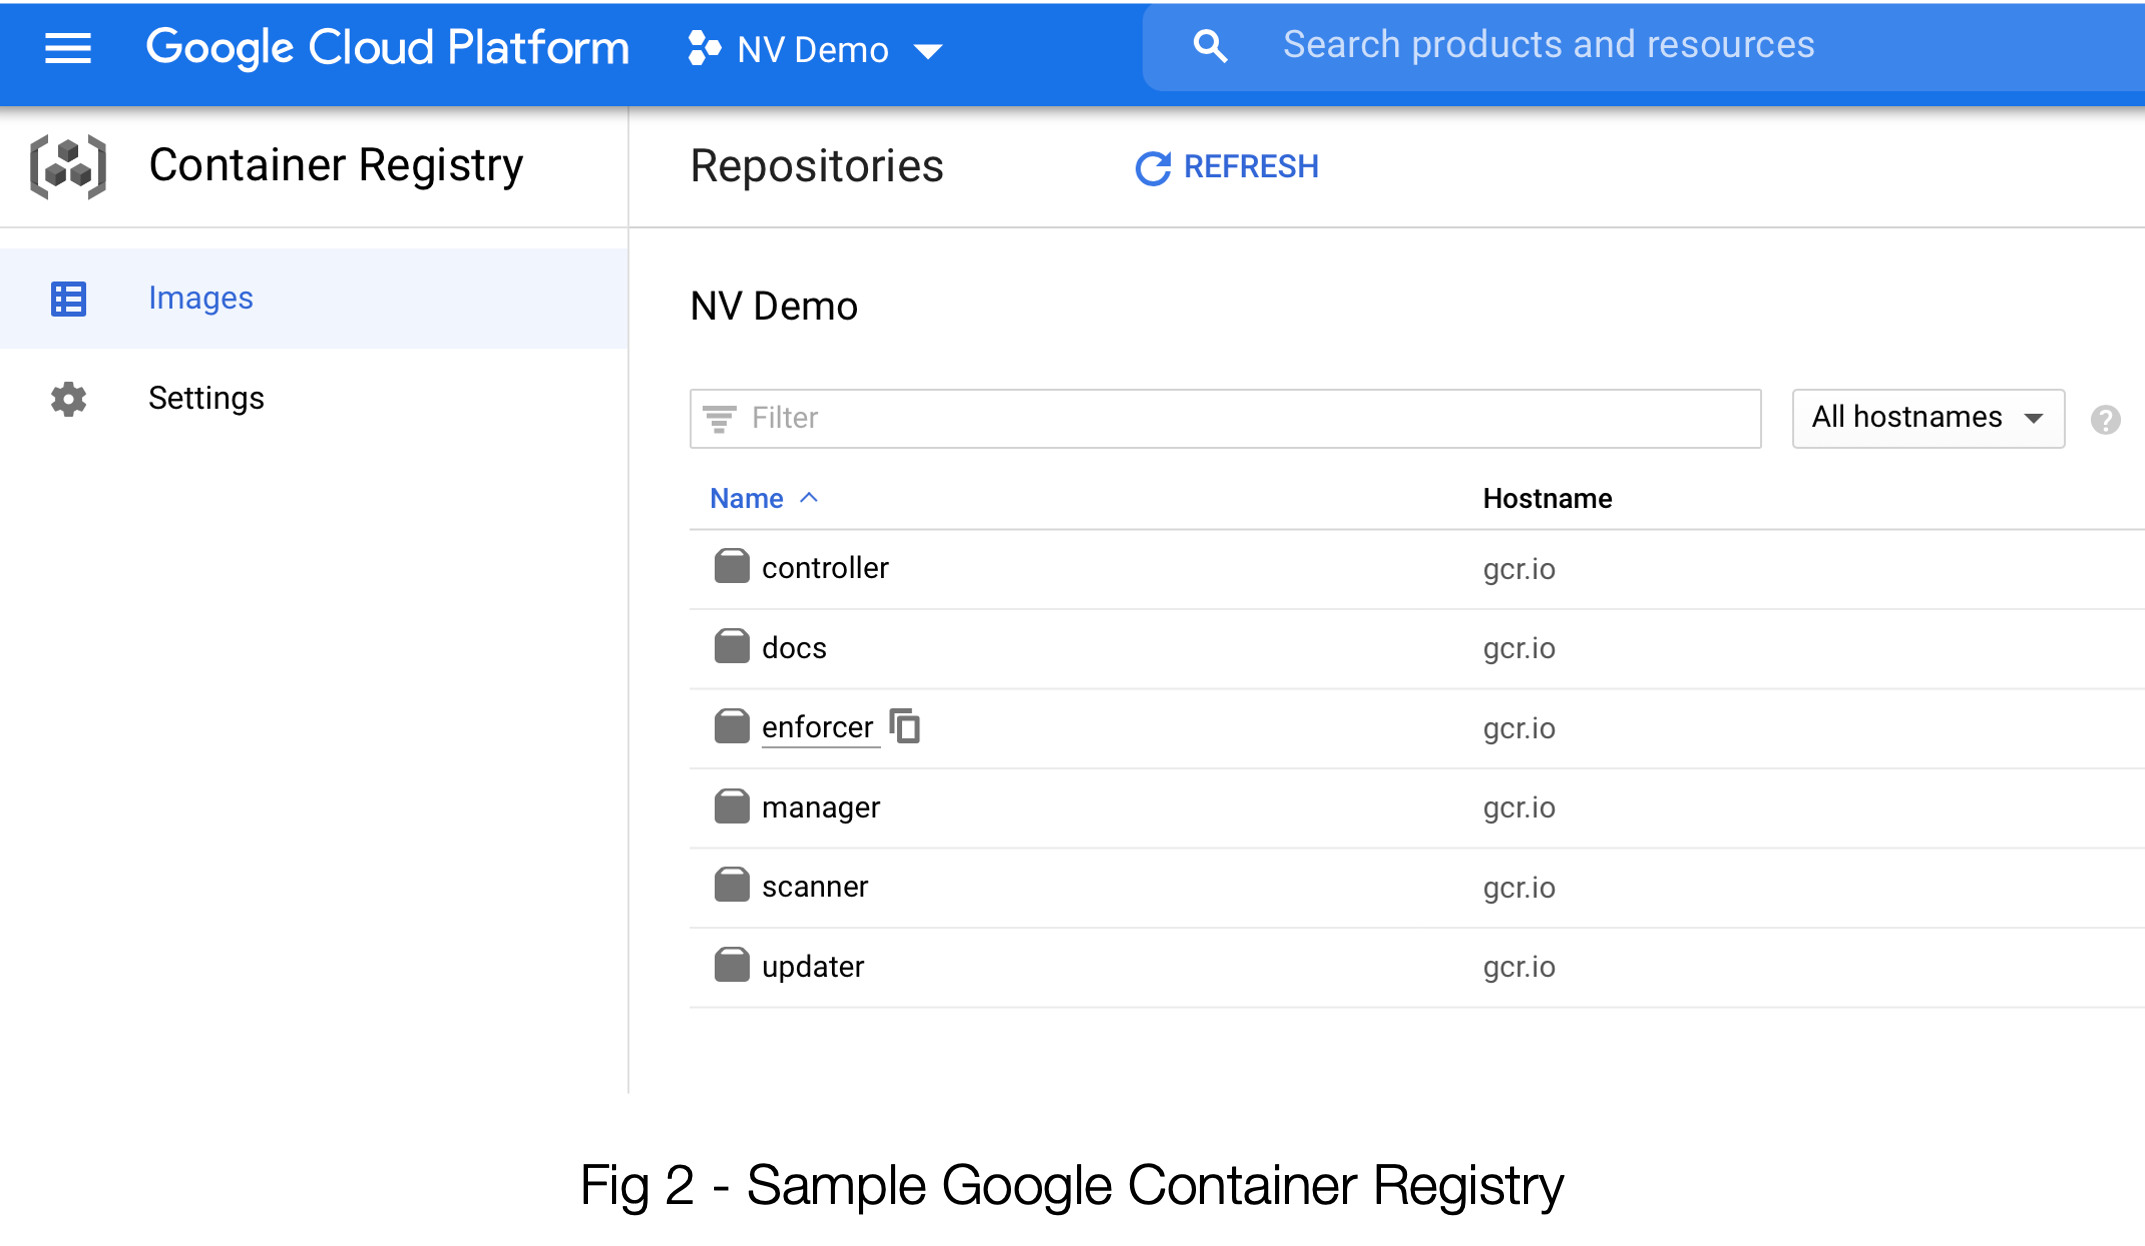 Google Cloud Platform NV Demo Search products and resources
Container Registry
Repositories REFRESH
Images
Settings
NV Demo
Filter All hostnames ?
Name Hostname
controller gcr.io
docs gcr.io
enforcer gcr.io
manager gcr.io
scanner gcr.io
updater gcr.io
Fig 2 - Sample Google Container Registry